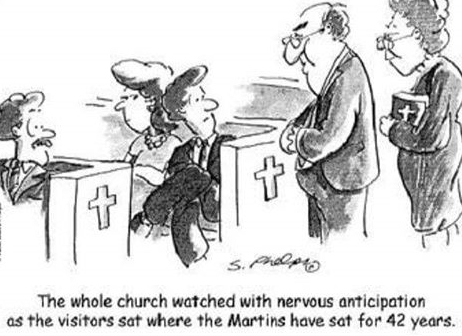 S. Phelps©
The whole church watched with nervous anticipation
as the visitors sat where the Martins have sat for 42 years.